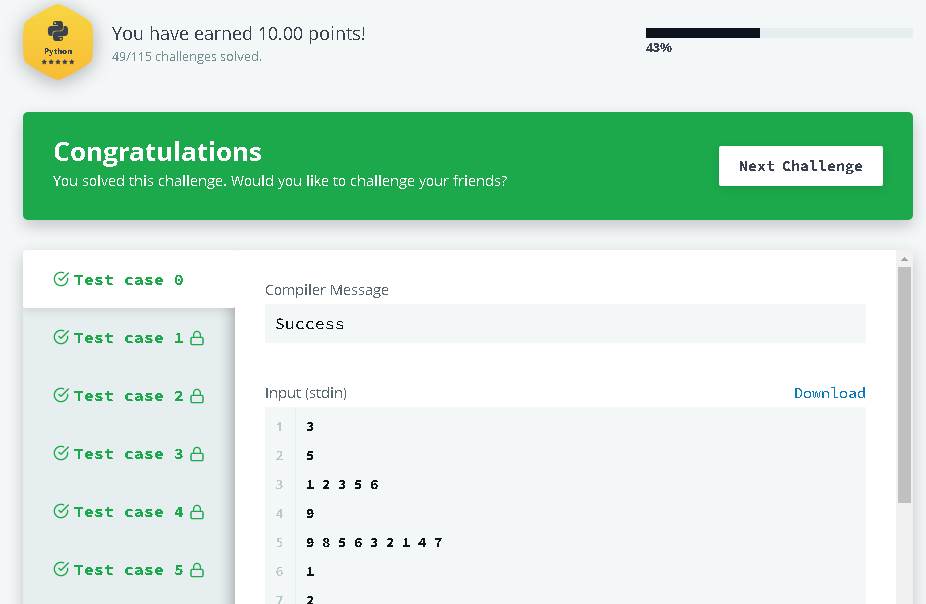 Python
You have earned 10.00 points!
49/115 challenges solved.
43%
Congratulations
You solved this challenge. Would you like to challenge your friends?
Next Challenge
Test case 0
Test case 1
Test case 2
Test case 3
Test case 4
Test case 5
Compiler Message
Success
Input (stdin)
Download
1 3
2 5
3 1 2 3 5 6
4 9
5 9 8 5 6 3 2 1 4 7
6 1
7 2